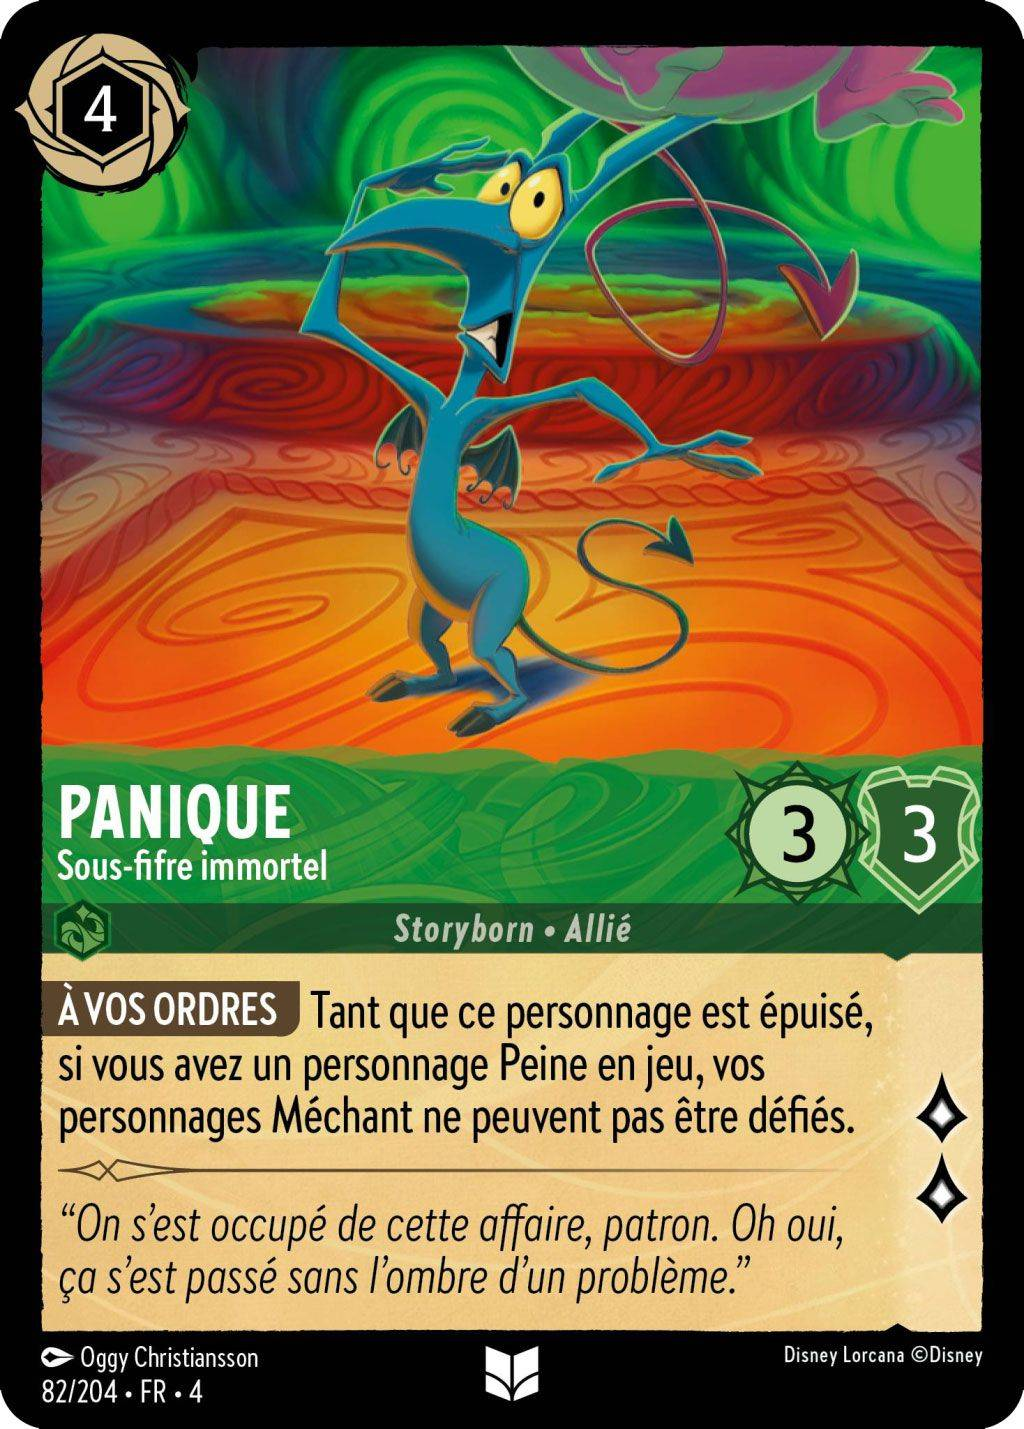 4
PANIQUE
Sous-fifre immortel
3
3
Storyborn • Allié
À VOS ORDRES Tant que ce personnage est épuisé,
si vous avez un personnage Peine en jeu, vos
personnages Méchant ne peuvent pas être défiés.
“On s’est occupé de cette affaire, patron. Oh oui,
ça s’est passé sans l’ombre d’un problème.”
Oggy Christiansson
Disney Lorcana ©Disney
82/204 • FR • 4